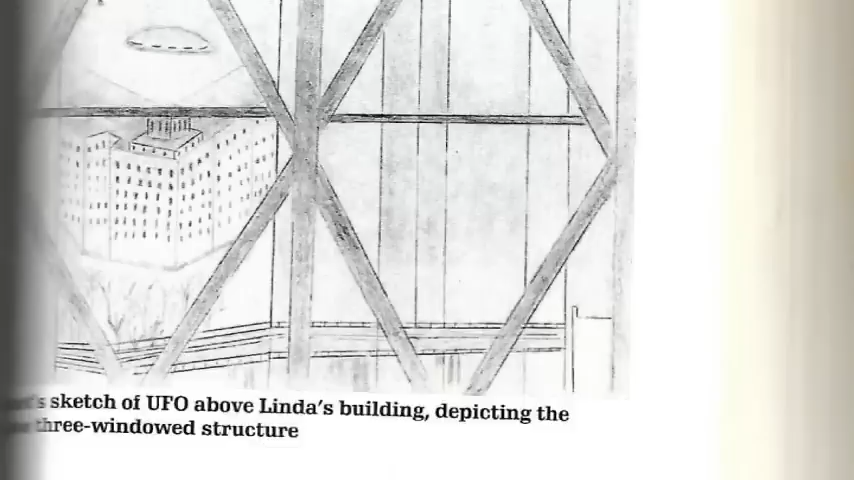 sketch of UFO above Linda's building, depicting the
three-windowed structure